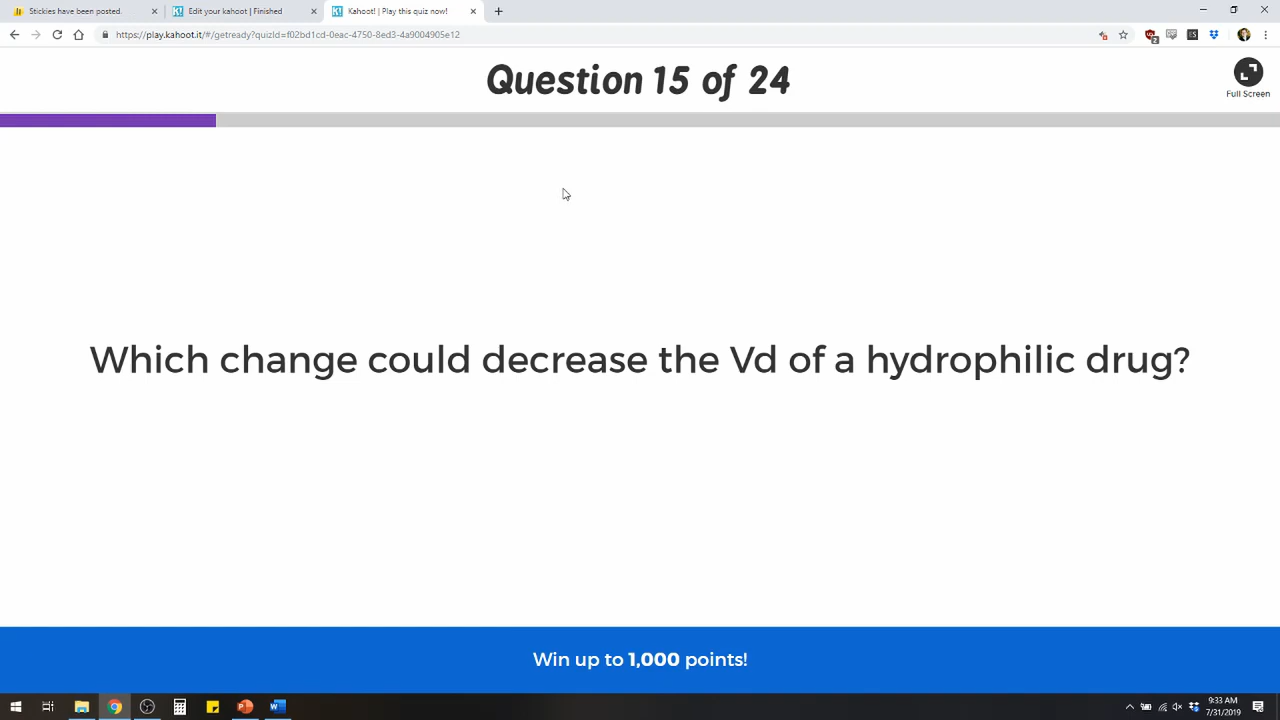 Stickies have been posted.
Edit your kahoot | Finished
Kahoot! | Play this quiz now!
https://play.kahoot.it/#/getready?quizId=f02bd1cd-0eac-4750-8ed3-4a9004905e12
Question 15 of 24
Full Screen
Which change could decrease the Vd of a hydrophilic drug?
Win up to 1,000 points!
9:33 AM
7/31/2019